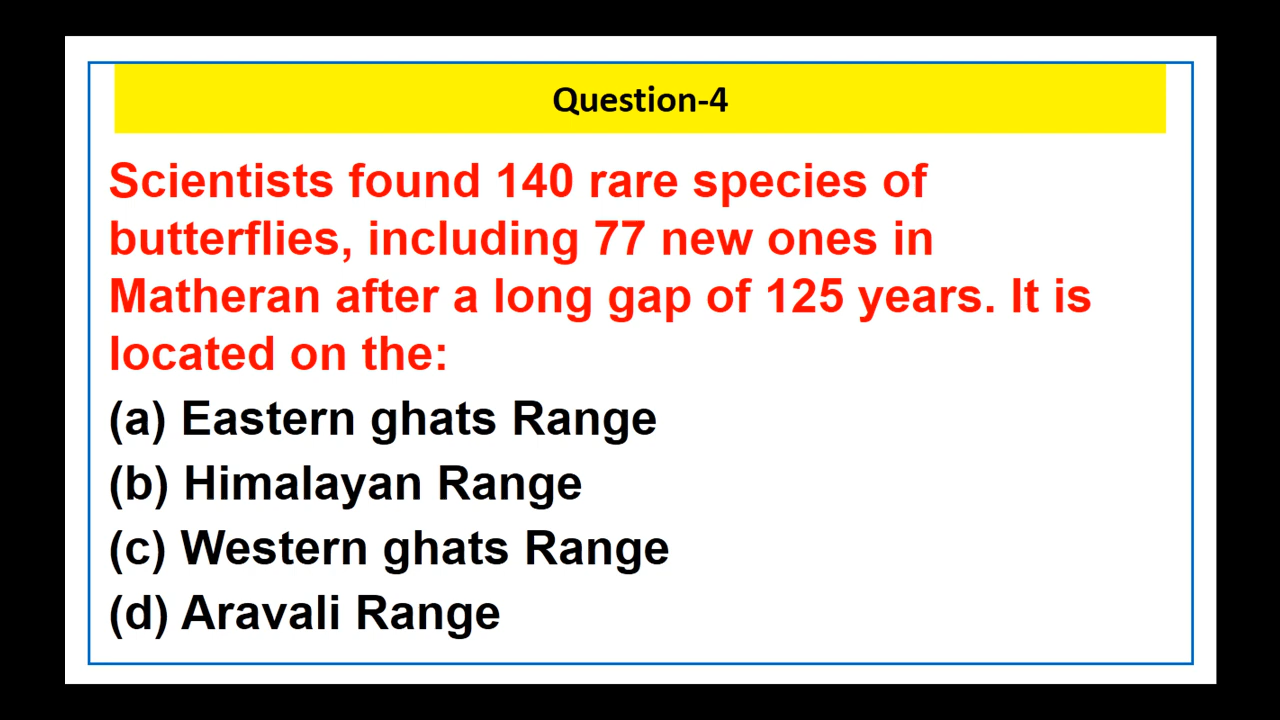 Question-4
Scientists found 140 rare species of
butterflies, including 77 new ones in
Matheran after a long gap of 125 years. It is
located on the:
(a) Eastern ghats Range
(b) Himalayan Range
(c) Western ghats Range
(d) Aravali Range